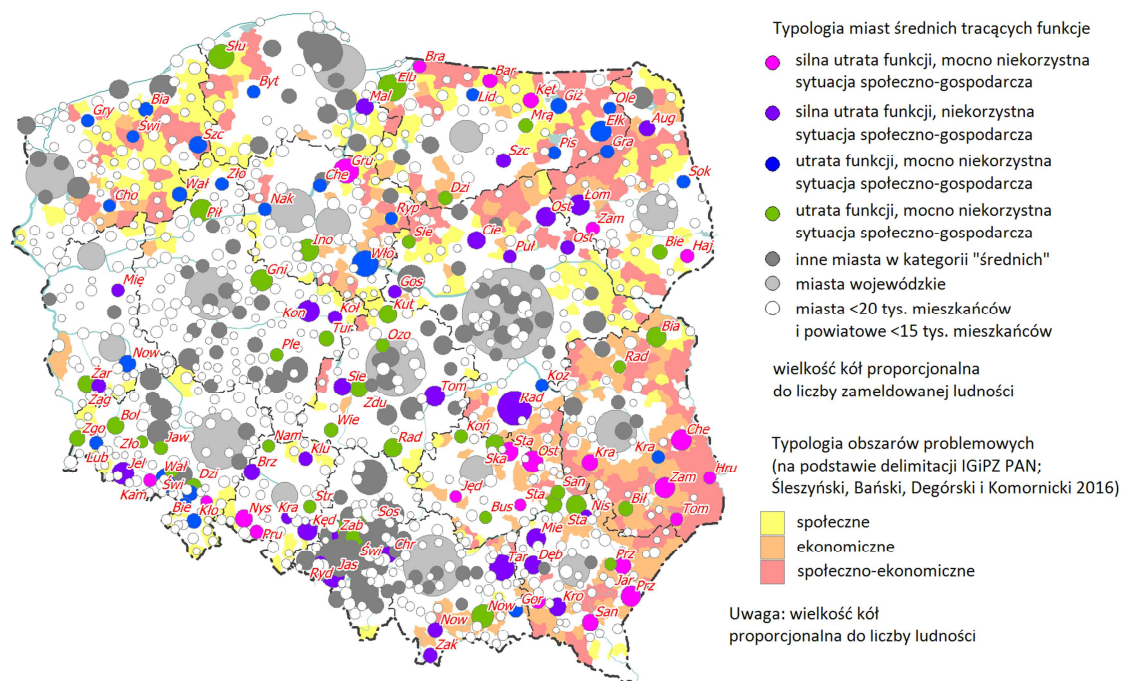 Typologia miast średnich tracących funkcje
silna utrata funkcji, mocno niekorzystna
sytuacja społeczno-gospodarcza
silna utrata funkcji, niekorzystna
sytuacja społeczno-gospodarcza
utrata funkcji, mocno niekorzystna
sytuacja społeczno-gospodarcza
utrata funkcji, mocno niekorzystna
sytuacja społeczno-gospodarcza
inne miasta w kategorii "średnich"
miasta wojewódzkie
miasta <20 tys. mieszkańców
i powiatowe <15 tys. mieszkańców
wielkość kół proporcjonalna
do liczby zameldowanej ludności
Typologia obszarów problemowych
(na podstawie delimitacji IGiPZ PAN;
Śleszyński, Bański, Degórski i Komornicki 2016)
społeczne
ekonomiczne
społeczno-ekonomiczne
Uwaga: wielkość kół
proporcjonalna do liczby ludności
Słu
Byt
Bra
Bar
Elb
Mal
Lid
Kęt
Giż
Ole
Mrą
Ełk
Aug
Gry
Bia
Świ
Szc
Gru
Szc
Pis
Gra
Sok
Cho
Wał
Zło
Pił
Nak
Che
Ryp
Dzi
Ost
Łom
Zam
Ino
Sie
Cie
Puł
Ost
Bie
Haj
Wło
Mię
Gni
Gos
Kon
Koł
Kut
Tur
Ozo
Bia
Now
Ple
Rad
Żar
Żag
Sie
Zdu
Tom
Koz
Rad
Bol
Zgo
Zło
Jaw
Nam
Wie
Klu
Rad
Koń
Sta
Ska
Ost
Kra
Kra
Che
Lub
Jel
Wał
Dzi
Brz
Kam
Świ
Bie
Kło
Nys
Pru
Kra
Kęd
Str
Zab
Sos
Jęd
Bus
Sta
San
Sta
Nis
Bił
Zam
Hru
Tom
Ryd
Jas
Świ
Chr
Tar
Mie
Dęb
Prz
Jar
Prz
Now
Zak
Now
Gor
Kro
San